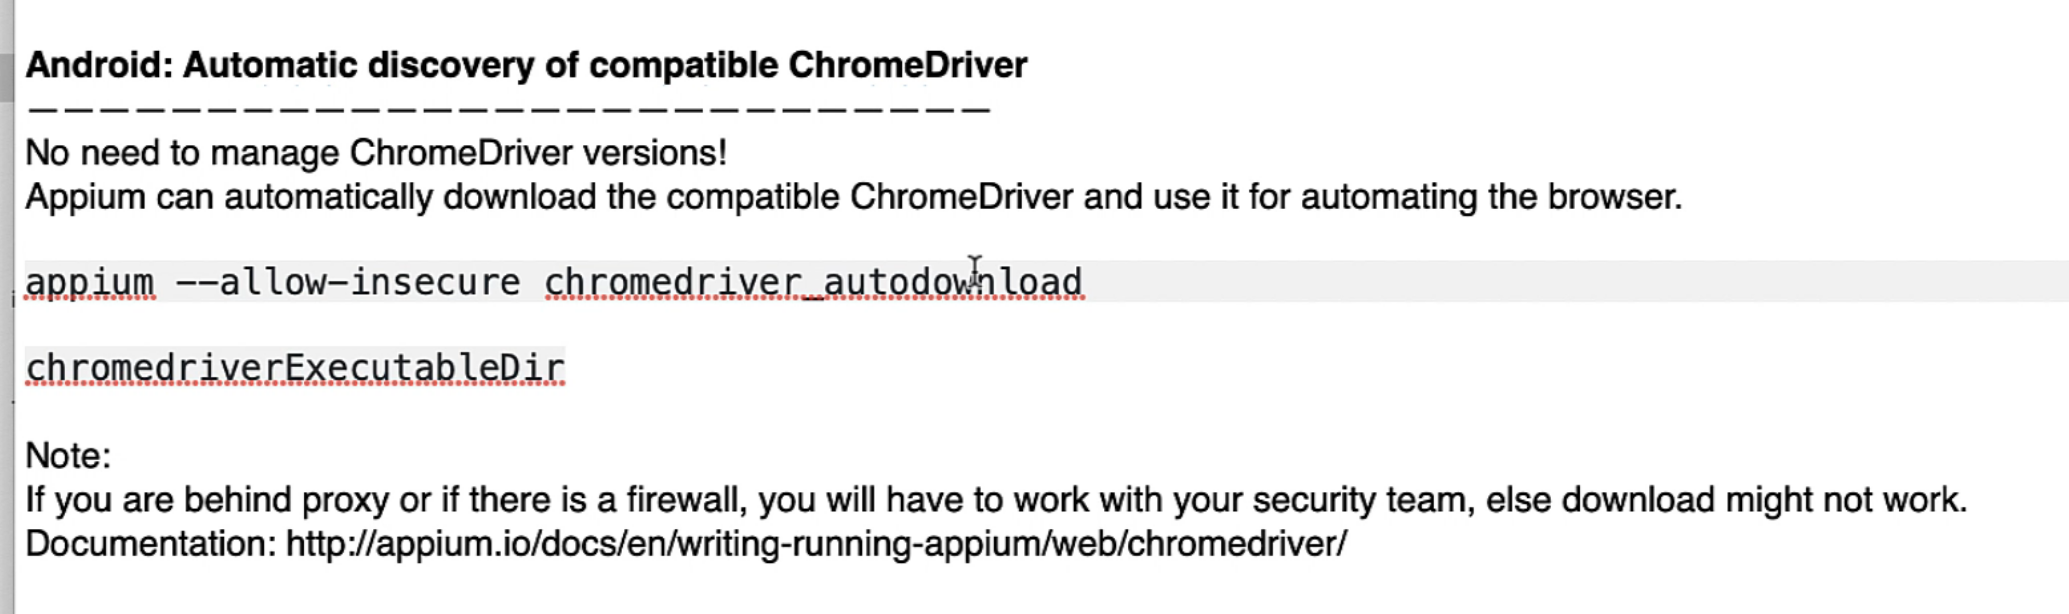 Android: Automatic discovery of compatible ChromeDriver
———————————————————————————
No need to manage ChromeDriver versions!
Appium can automatically download the compatible ChromeDriver and use it for automating the browser.
appium --allow-insecure chromedriver_autodownload
chromedriverExecutableDir
Note:
If you are behind proxy or if there is a firewall, you will have to work with your security team, else download might not work.
Documentation: http://appium.io/docs/en/writing-running-appium/web/chromedriver/